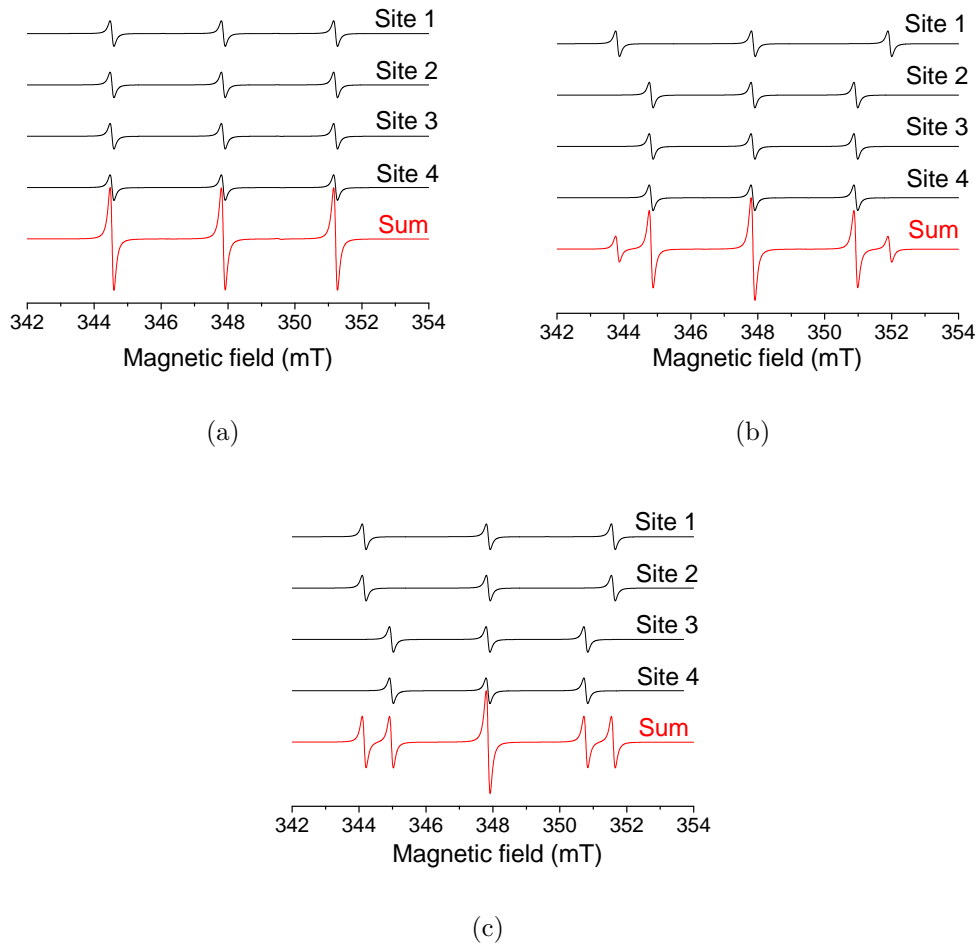 Site 1
Site 2
Site 3
Site 4
Sum
342 344 346 348 350 352 354
Magnetic field (mT)
(a)
Site 1
Site 2
Site 3
Site 4
Sum
342 344 346 348 350 352 354
Magnetic field (mT)
(b)
Site 1
Site 2
Site 3
Site 4
Sum
342 344 346 348 350 352 354
Magnetic field (mT)
(c)